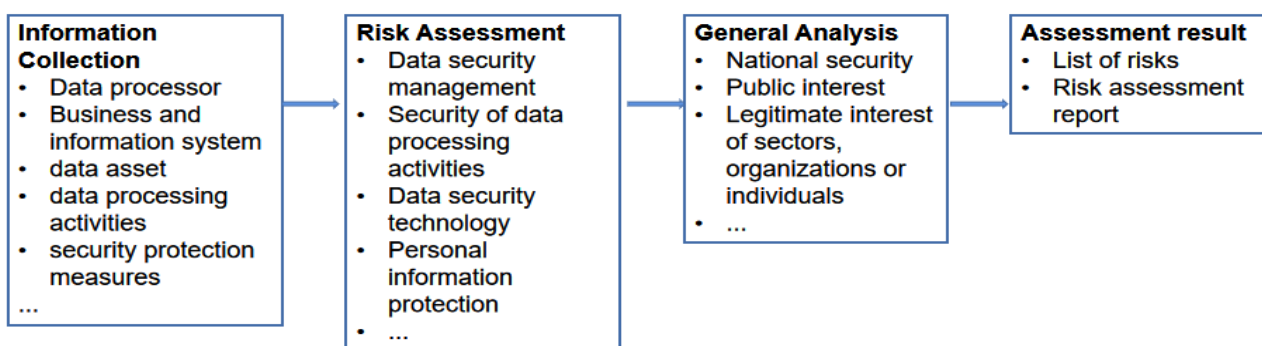 Information
Collection
• Data processor
• Business and
information system
• data asset
• data processing
activities
• security protection
measures
...
Risk Assessment
• Data security
management
• Security of data
processing
activities
• Data security
technology
• Personal
information
protection
• ...
General Analysis
• National security
• Public interest
• Legitimate interest
of sectors,
organizations or
individuals
• ...
Assessment result
• List of risks
• Risk assessment
report